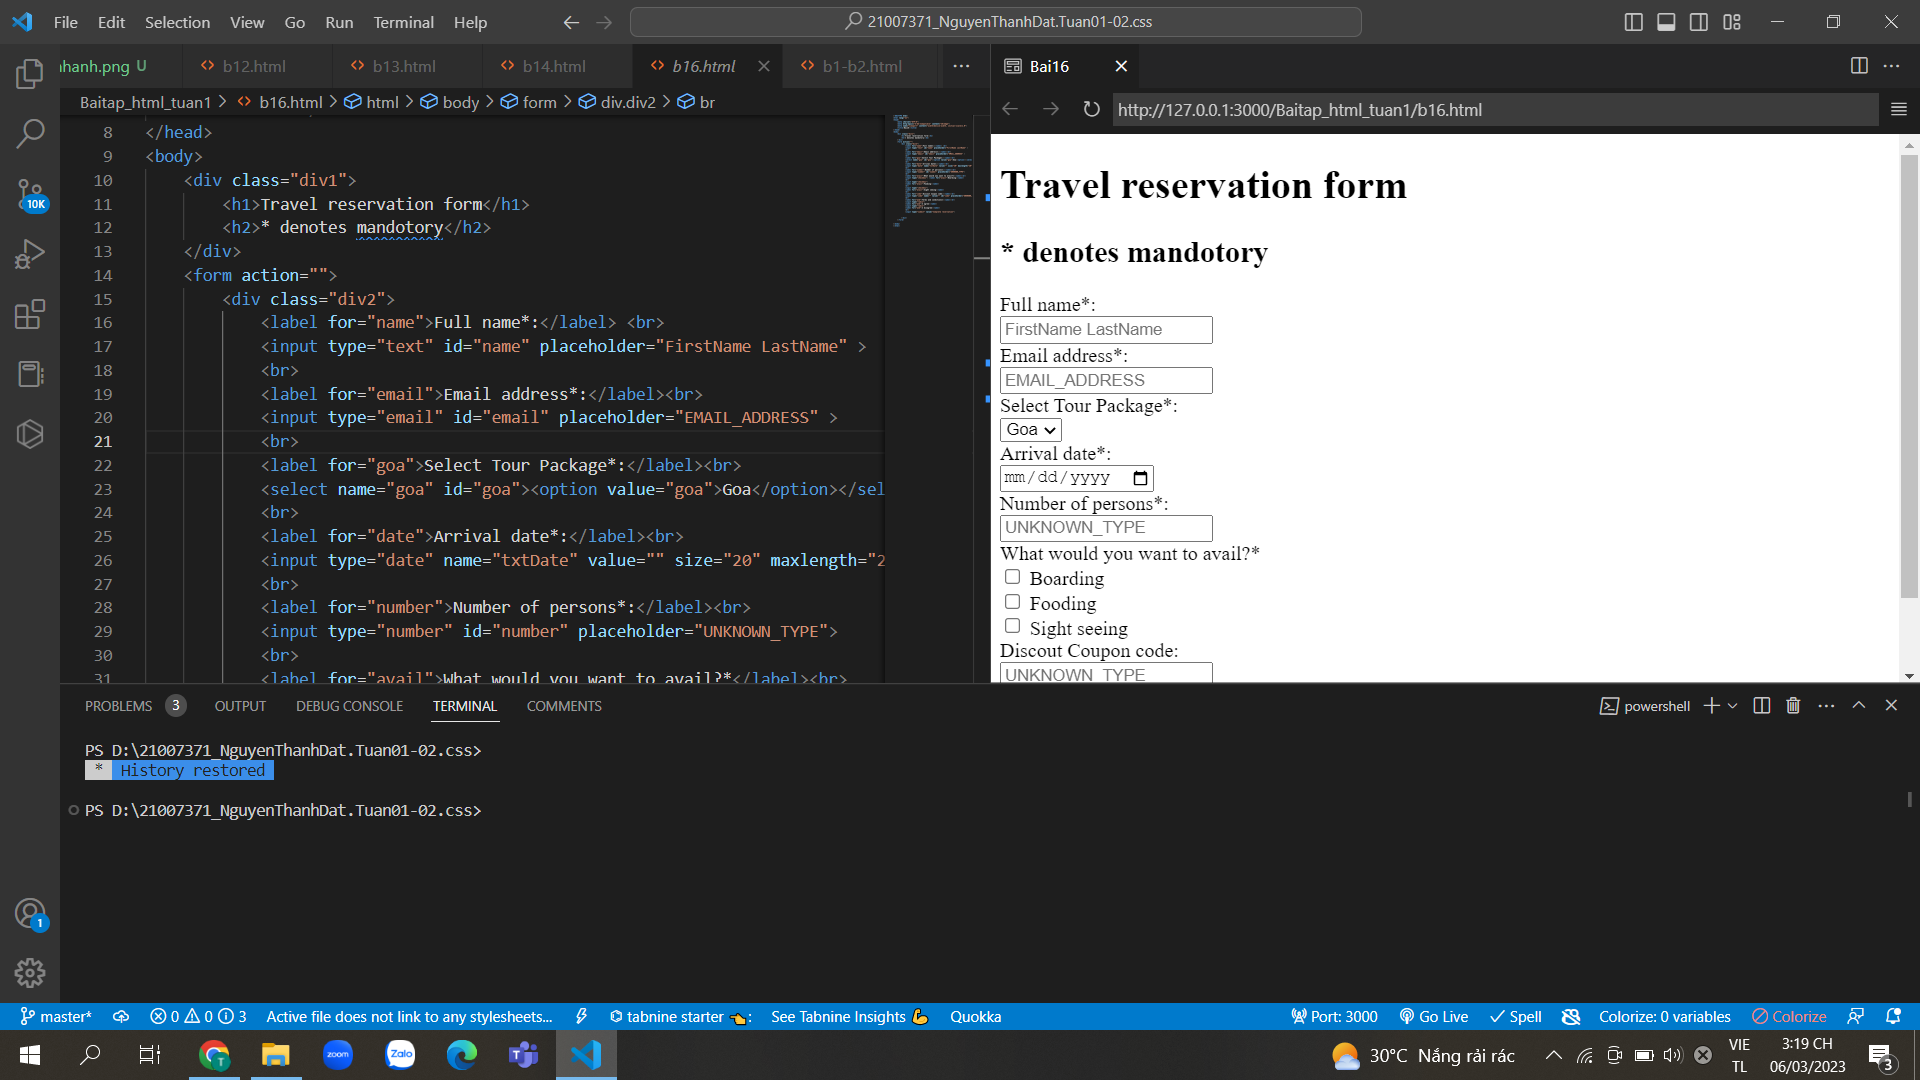 File Edit Selection View Go Run Terminal Help
21007371_NguyenThanhDat.Tuan01-02.css
nhanh.png U
b12.html
b13.html
b14.html
b16.html
b1-b2.html
Bai16
Baitap_html_tuan1 > b16.html > html > body > form > div.div2 > br
http://127.0.0.1:3000/Baitap_html_tuan1/b16.html
8 </head>
9 <body>
10 <div class="div1">
11 <h1>Travel reservation form</h1>
12 <h2>* denotes mandotory</h2>
13 </div>
14 <form action="">
15 <div class="div2">
16 <label for="name">Full name*:</label> <br>
17 <input type="text" id="name" placeholder="FirstName LastName" >
18 <br>
19 <label for="email">Email address*:</label><br>
20 <input type="email" id="email" placeholder="EMAIL_ADDRESS" >
21 <br>
22 <label for="goa">Select Tour Package*:</label><br>
23 <select name="goa" id="goa"><option value="goa">Goa</option></sel
24 <br>
25 <label for="date">Arrival date*:</label><br>
26 <input type="date" name="txtDate" value="" size="20" maxlength="2
27 <br>
28 <label for="number">Number of persons*:</label><br>
29 <input type="number" id="number" placeholder="UNKNOWN_TYPE">
30 <br>
31 <label for="avail">What would you want to avail?*</label><br>
Travel reservation form
* denotes mandotory
Full name*:
FirstName LastName
Email address*:
EMAIL_ADDRESS
Select Tour Package*:
Goa
Arrival date*:
mm/dd/yyyy
Number of persons*:
UNKNOWN_TYPE
What would you want to avail?*
Boarding
Fooding
Sight seeing
Discout Coupon code:
UNKNOWN_TYPE
10K
PROBLEMS 3 OUTPUT DEBUG CONSOLE TERMINAL COMMENTS
powershell
PS D:\21007371_NguyenThanhDat.Tuan01-02.css>
* History restored
PS D:\21007371_NguyenThanhDat.Tuan01-02.css>
1
master* 0 0 3 Active file does not link to any stylesheets... tabnine starter : See Tabnine Insights Quokka
Port: 3000 Go Live Spell Colorize: 0 variables Colorize
zoom
Zalo
30°C Nắng rải rác
VIE
TL
3:19 CH
06/03/2023
3